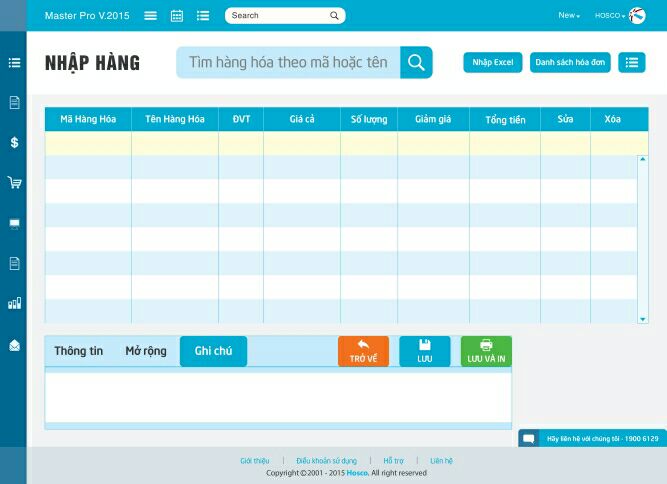 Master Pro V.2015 Search New HOSCO
NHẬP HÀNG Tìm hàng hóa theo mã hoặc tên Nhập Excel Danh sách hóa đơn
Mã Hàng Hóa Tên Hàng Hóa ĐVT Giá cả Số lượng Giảm giá Tổng tiền Sửa Xóa
Thông tin Mở rộng Ghi chú TRỞ VỀ LƯU LƯU VÀ IN
Hãy liên hệ với chúng tôi - 1900 6129
Giới thiệu | Điều khoản sử dụng | Hỗ trợ | Liên hệ
Copyright © 2001 - 2015 Hosco. All right reserved